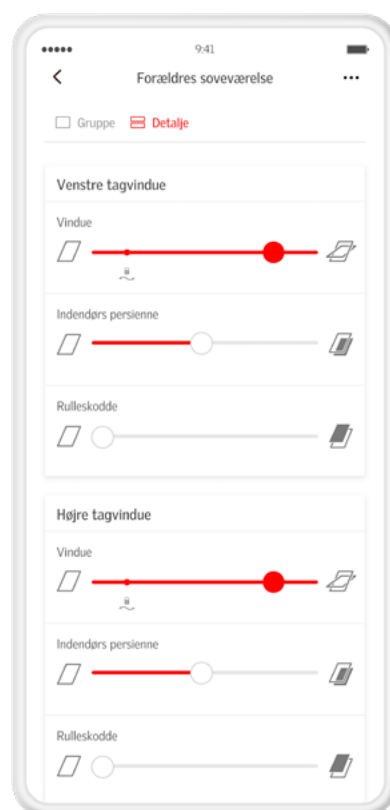 9:41
Forældres soveværelse
Gruppe Detalje
Venstre tagvindue
Vindue
Indendørs persienne
Rulleskodde
Højre tagvindue
Vindue
Indendørs persienne
Rulleskodde